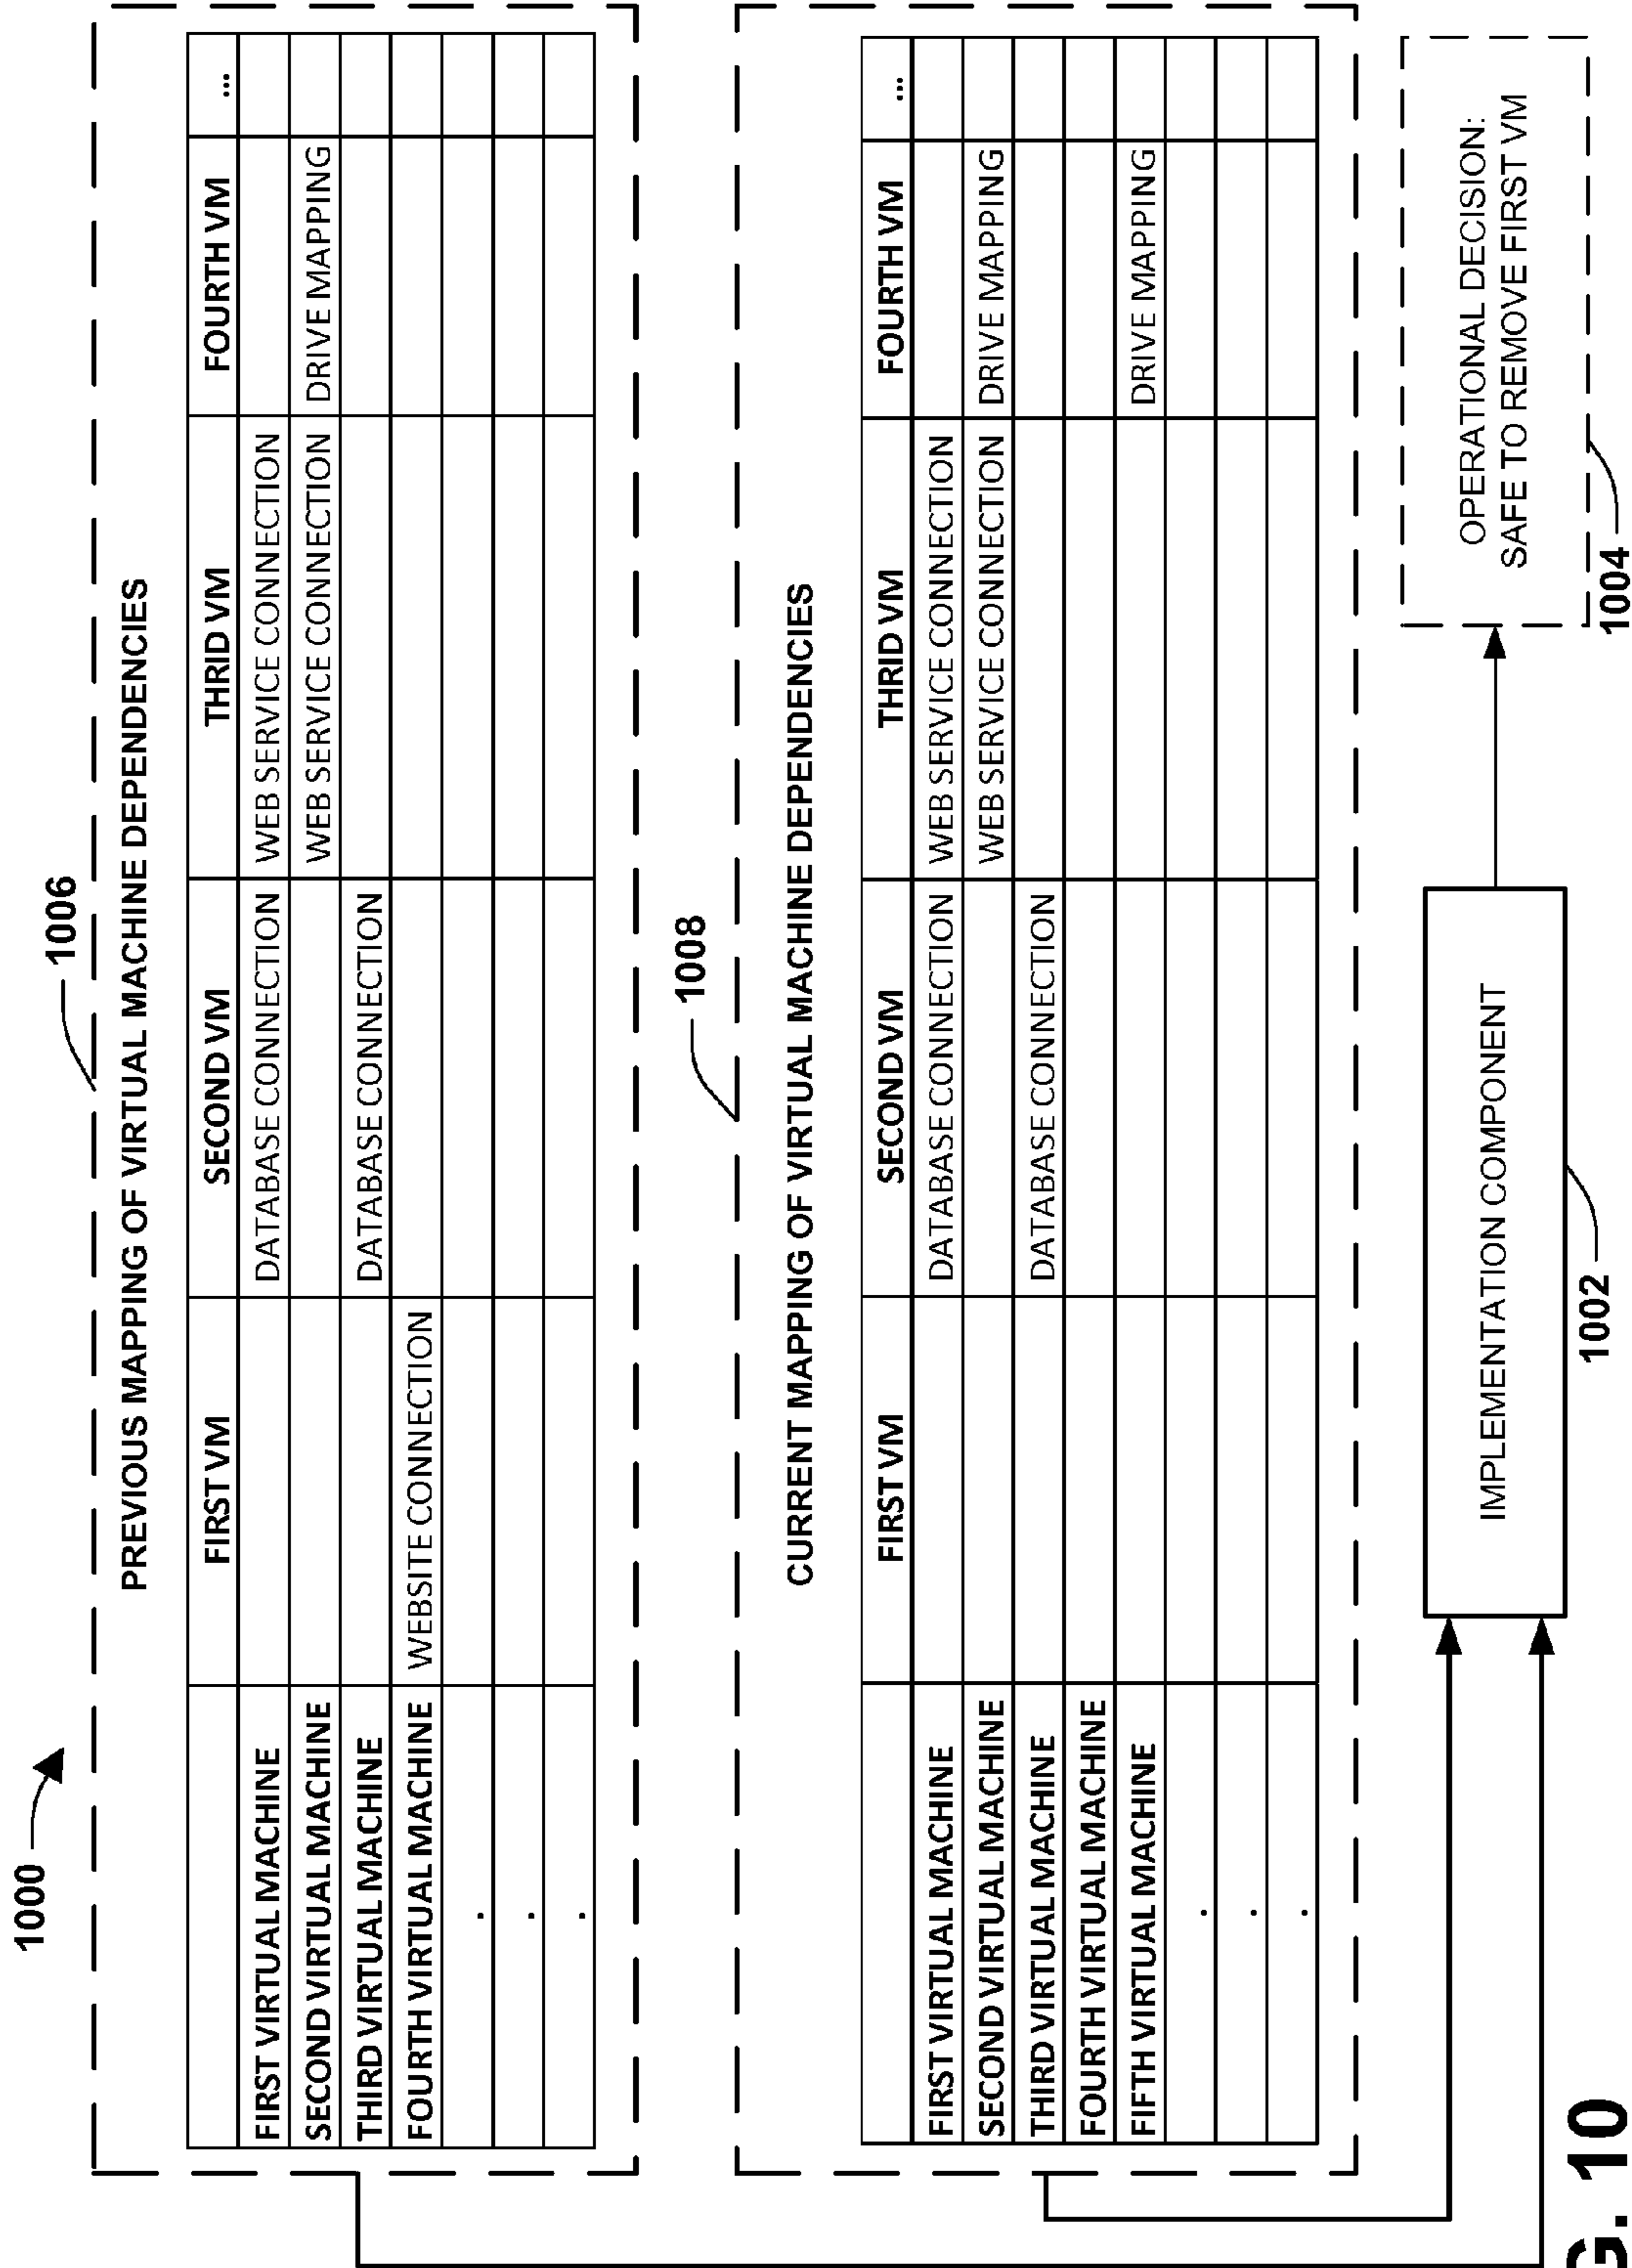 1000
1006
PREVIOUS MAPPING OF VIRTUAL MACHINE DEPENDENCIES
FIRST VM SECOND VM THRID VM FOURTH VM ...
FIRST VIRTUAL MACHINE DATABASE CONNECTION WEB SERVICE CONNECTION
SECOND VIRTUAL MACHINE WEB SERVICE CONNECTION DRIVE MAPPING
THIRD VIRTUAL MACHINE DATABASE CONNECTION
FOURTH VIRTUAL MACHINE WEBSITE CONNECTION
.
.
.
1008
CURRENT MAPPING OF VIRTUAL MACHINE DEPENDENCIES
FIRST VM SECOND VM THRID VM FOURTH VM ...
FIRST VIRTUAL MACHINE DATABASE CONNECTION WEB SERVICE CONNECTION
SECOND VIRTUAL MACHINE WEB SERVICE CONNECTION DRIVE MAPPING
THIRD VIRTUAL MACHINE DATABASE CONNECTION
FOURTH VIRTUAL MACHINE
FIFTH VIRTUAL MACHINE DRIVE MAPPING
.
.
.
IMPLEMENTATION COMPONENT
1002
OPERATIONAL DECISION:
SAFE TO REMOVE FIRST VM
1004
G. 10